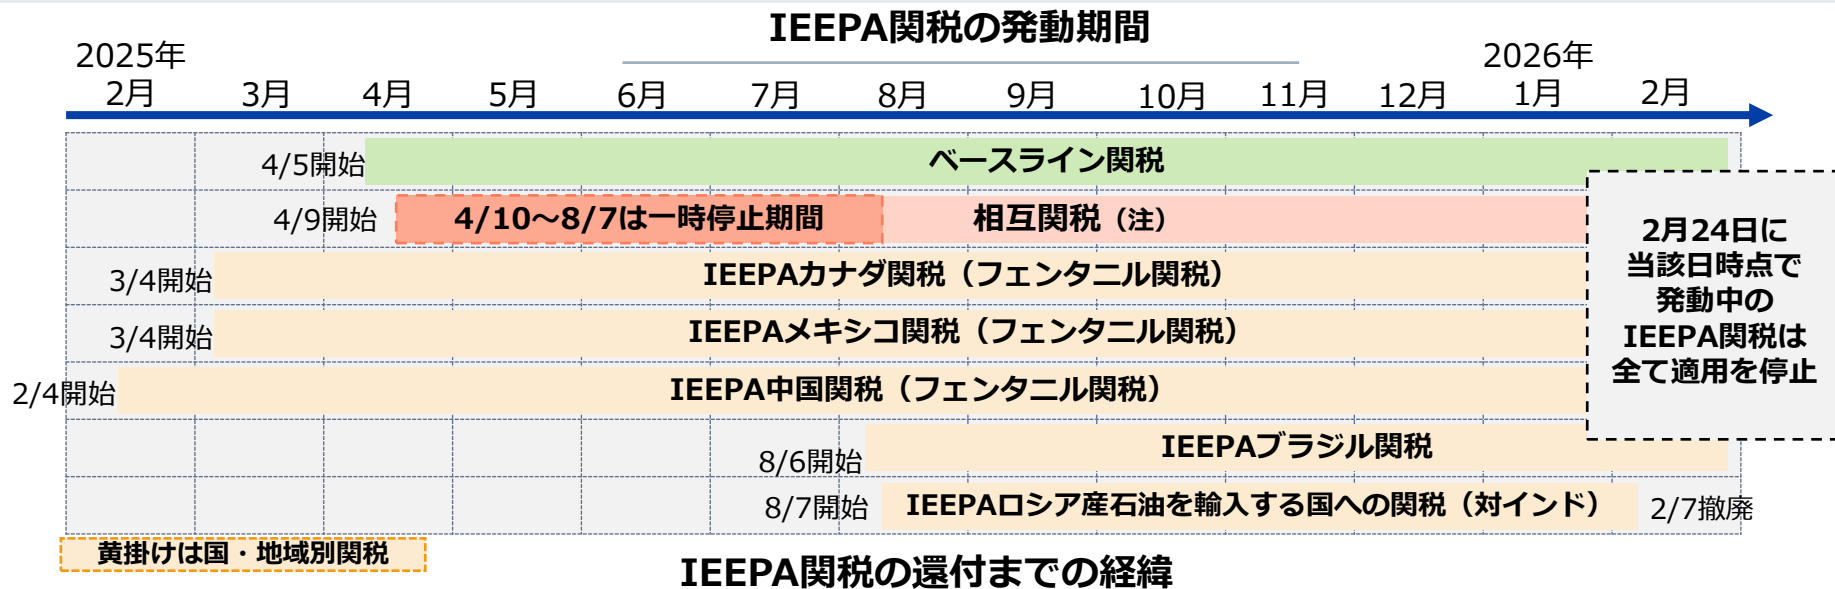 IEEPA関税の発動期間
2025年
2026年
2月 3月 4月 5月 6月 7月 8月 9月 10月 11月 12月 1月 2月
4/5開始 ベースライン関税
4/9開始 4/10～8/7は一時停止期間 相互関税（注）
3/4開始 IEEPAカナダ関税（フェンタニル関税）
3/4開始 IEEPAメキシコ関税（フェンタニル関税）
2/4開始 IEEPA中国関税（フェンタニル関税）
8/6開始 IEEPAブラジル関税
8/7開始 IEEPAロシア産石油を輸入する国への関税（対インド） 2/7撤廃
2月24日に
当該日時点で
発動中の
IEEPA関税は
全て適用を停止
黄掛けは国・地域別関税
IEEPA関税の還付までの経緯